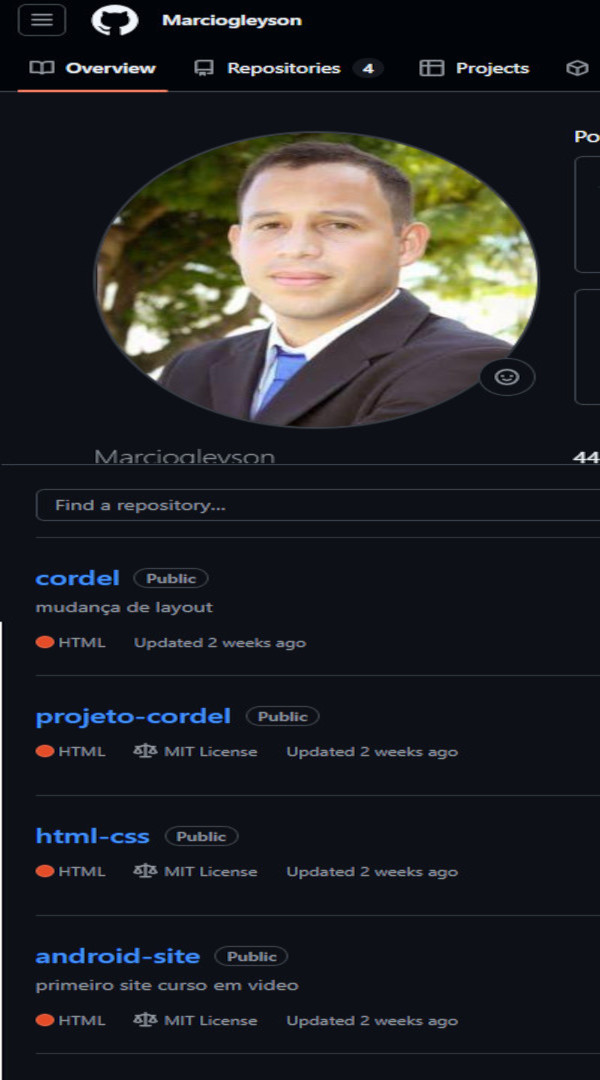 Marciogleyson
Overview Repositories 4 Projects
Po
Marciogleyson
44
Find a repository...
cordel Public
mudança de layout
HTML Updated 2 weeks ago
projeto-cordel Public
HTML MIT License Updated 2 weeks ago
html-css Public
HTML MIT License Updated 2 weeks ago
android-site Public
primeiro site curso em video
HTML MIT License Updated 2 weeks ago